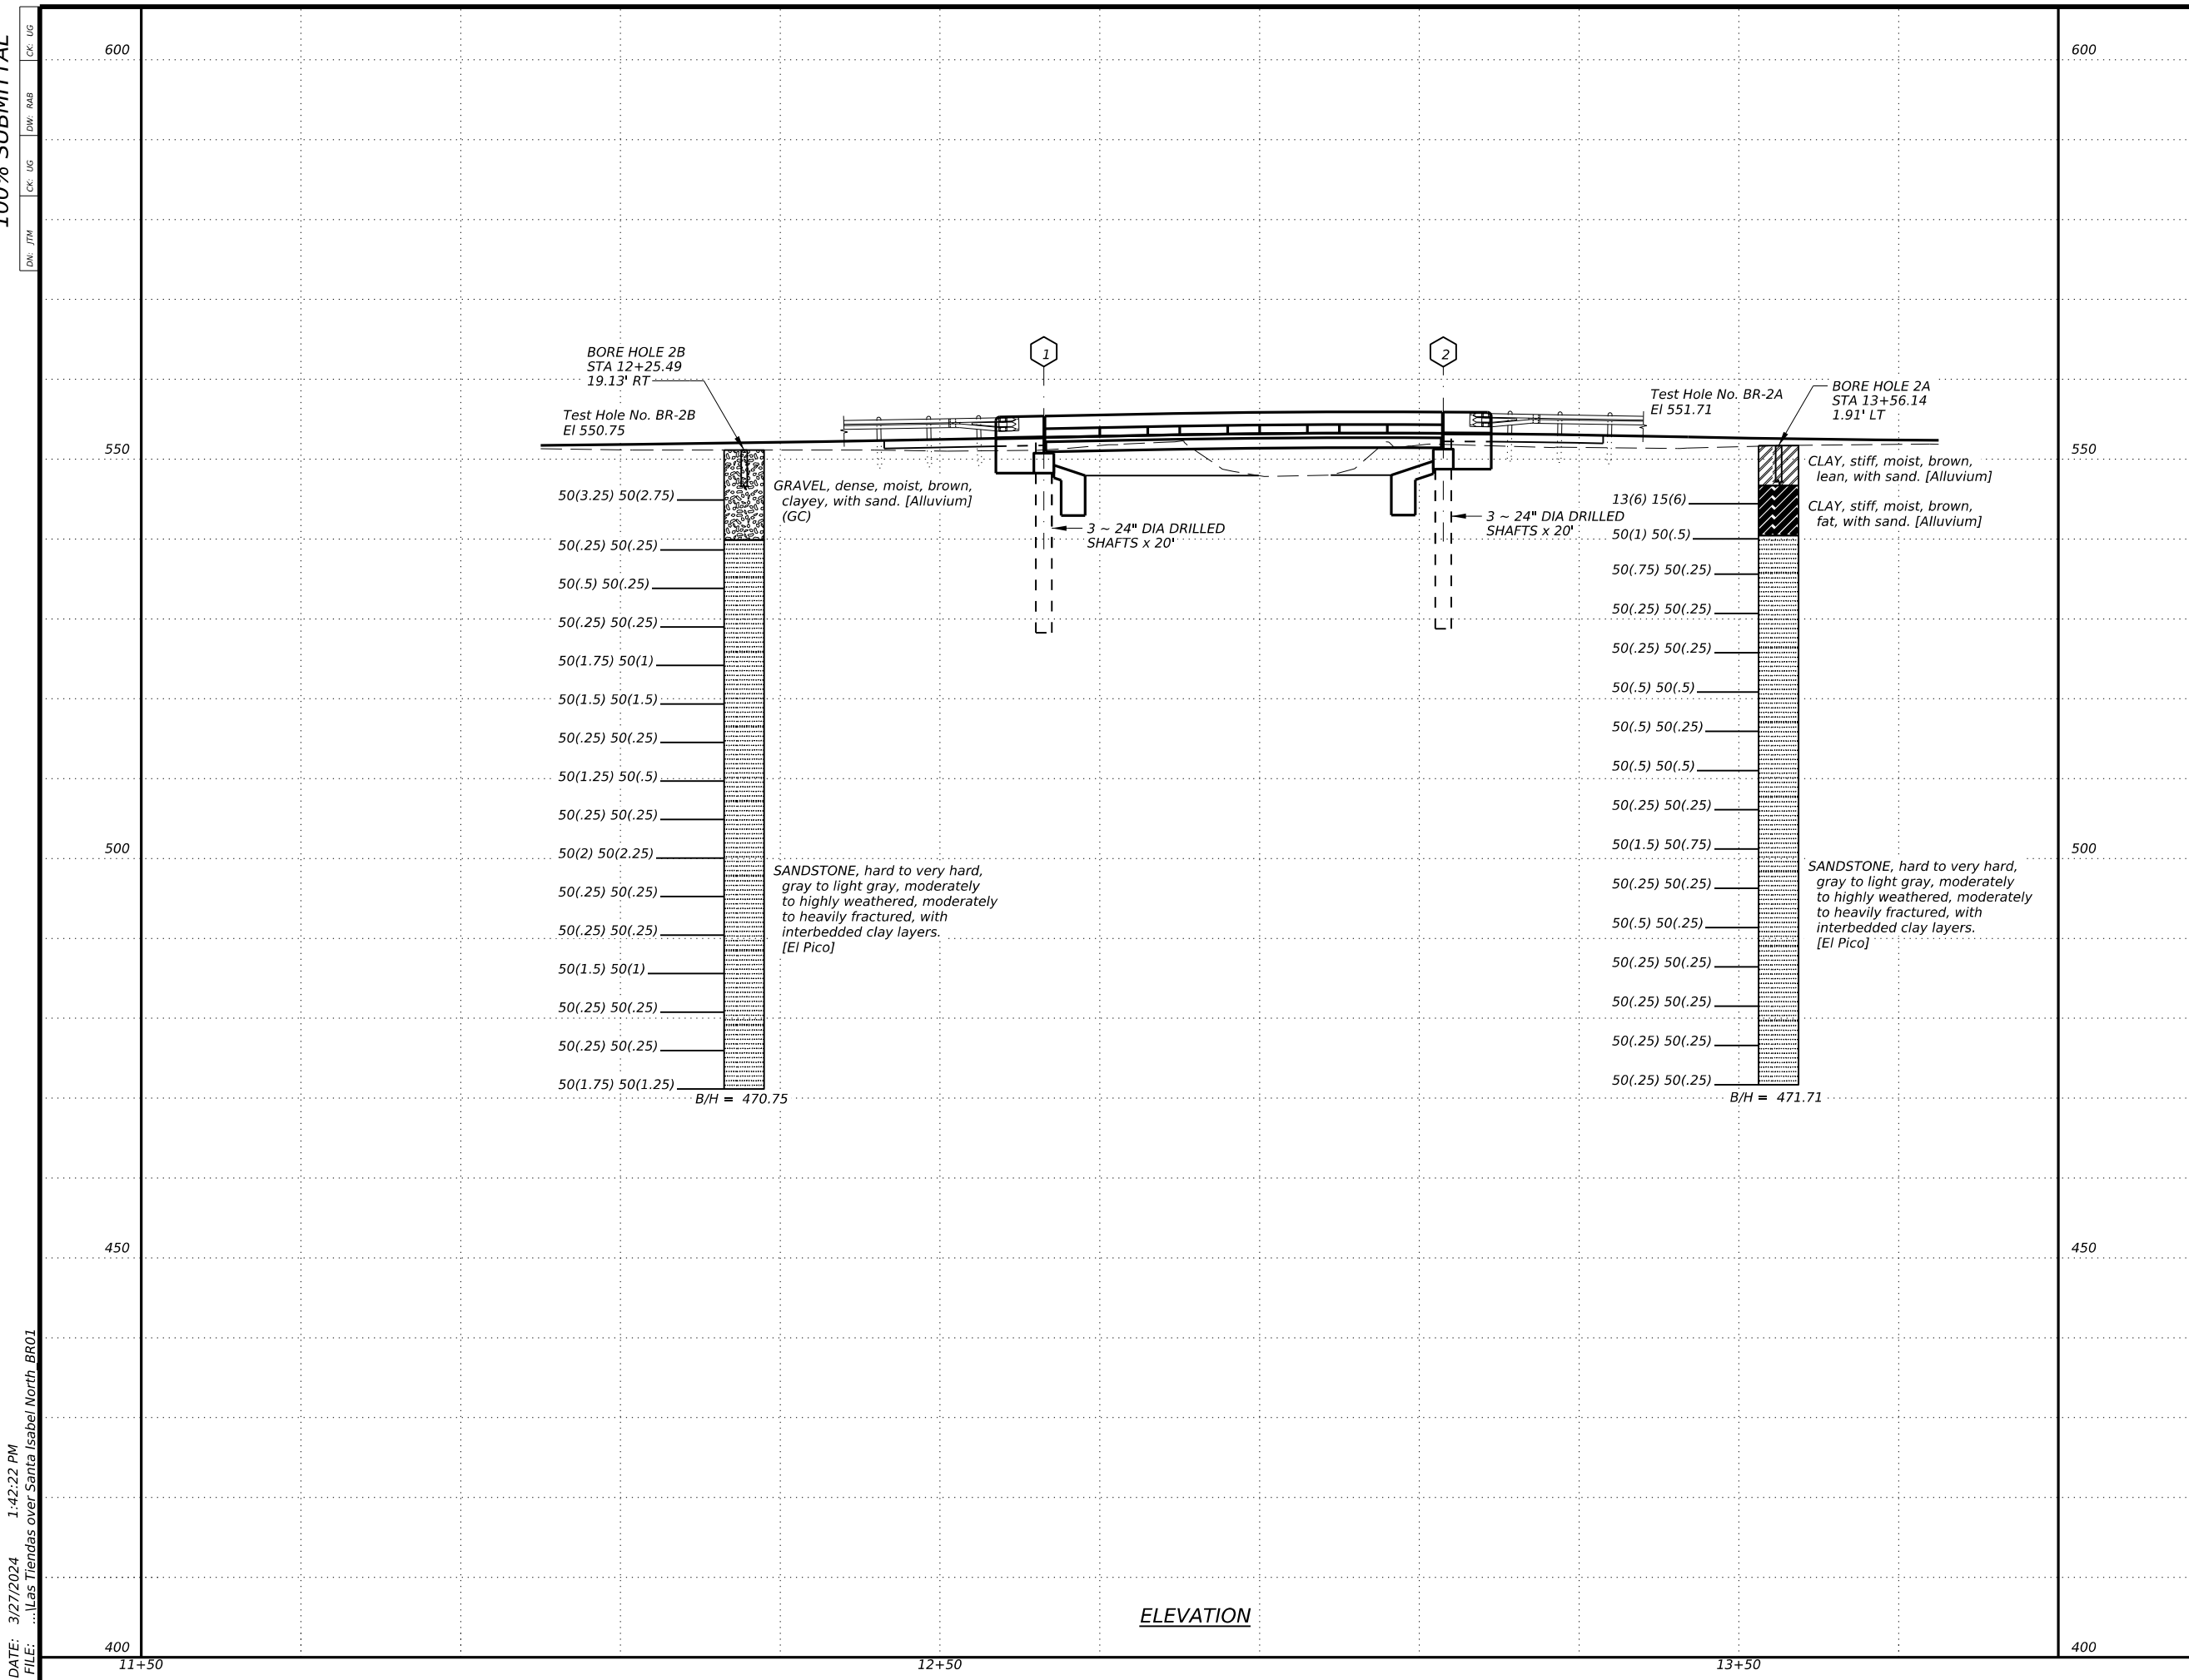 100% SUBMITTAL
CK: UG
DW: RAB
CK: UG
DN: JTM
DATE: 3/27/2024 1:42:22 PM
FILE: ...\Las Tiendas over Santa Isabel North_BR01
600
600
550
550
500
500
450
450
400
400
11+50
12+50
13+50
BORE HOLE 2B
STA 12+25.49
19.13' RT
Test Hole No. BR-2B
El 550.75
50(3.25) 50(2.75)
50(.25) 50(.25)
50(.5) 50(.25)
50(.25) 50(.25)
50(1.75) 50(1)
50(1.5) 50(1.5)
50(.25) 50(.25)
50(1.25) 50(.5)
50(.25) 50(.25)
50(2) 50(2.25)
50(.25) 50(.25)
50(.25) 50(.25)
50(1.5) 50(1)
50(.25) 50(.25)
50(.25) 50(.25)
50(1.75) 50(1.25)
B/H = 470.75
GRAVEL, dense, moist, brown,
clayey, with sand. [Alluvium]
(GC)
SANDSTONE, hard to very hard,
gray to light gray, moderately
to highly weathered, moderately
to heavily fractured, with
interbedded clay layers.
[El Pico]
1
2
3 ~ 24" DIA DRILLED
SHAFTS x 20'
3 ~ 24" DIA DRILLED
SHAFTS x 20'
Test Hole No. BR-2A
El 551.71
BORE HOLE 2A
STA 13+56.14
1.91' LT
13(6) 15(6)
50(1) 50(.5)
50(.75) 50(.25)
50(.25) 50(.25)
50(.25) 50(.25)
50(.5) 50(.5)
50(.5) 50(.25)
50(.5) 50(.5)
50(.25) 50(.25)
50(1.5) 50(.75)
50(.25) 50(.25)
50(.5) 50(.25)
50(.25) 50(.25)
50(.25) 50(.25)
50(.25) 50(.25)
50(.25) 50(.25)
B/H = 471.71
CLAY, stiff, moist, brown,
lean, with sand. [Alluvium]
CLAY, stiff, moist, brown,
fat, with sand. [Alluvium]
SANDSTONE, hard to very hard,
gray to light gray, moderately
to highly weathered, moderately
to heavily fractured, with
interbedded clay layers.
[El Pico]
ELEVATION